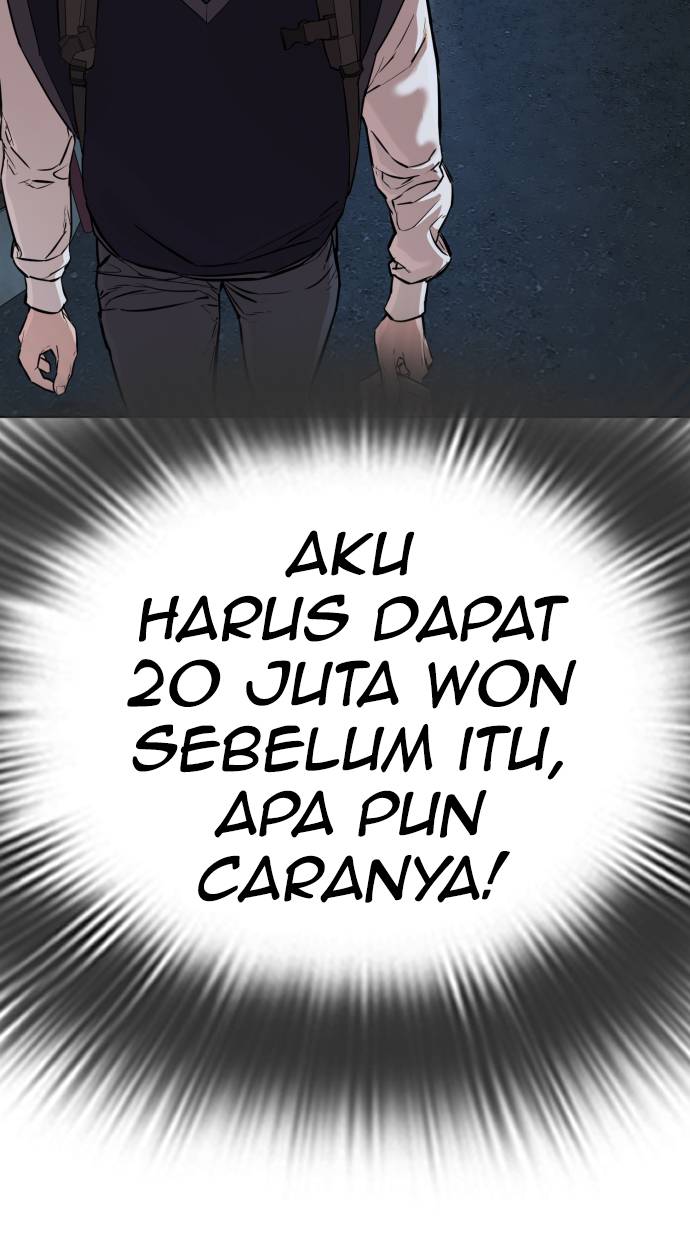 AKU
HARUS DAPAT
20 JUTA WON
SEBELUM ITU,
APA PUN
CARANYA!